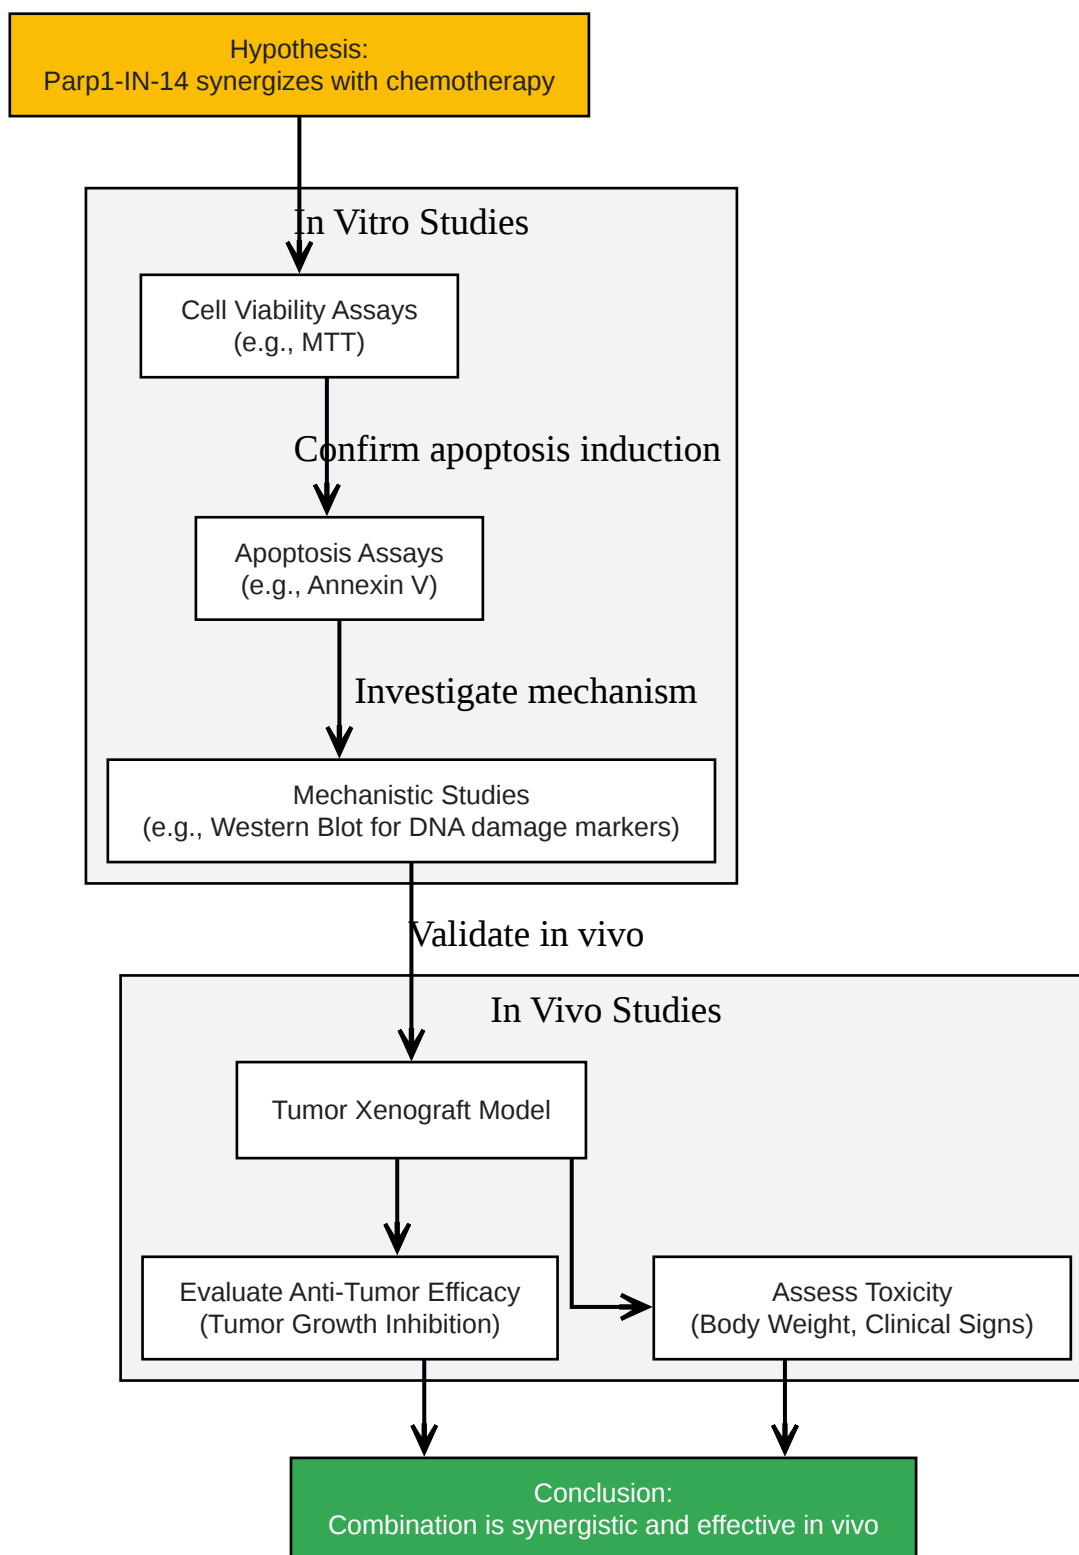 Hypothesis:
Parp1-IN-14 synergizes with chemotherapy
In Vitro Studies
Cell Viability Assays
(e.g., MTT)
Confirm apoptosis induction
Apoptosis Assays
(e.g., Annexin V)
Investigate mechanism
Mechanistic Studies
(e.g., Western Blot for DNA damage markers)
Validate in vivo
In Vivo Studies
Tumor Xenograft Model
Evaluate Anti-Tumor Efficacy
(Tumor Growth Inhibition)
Assess Toxicity
(Body Weight, Clinical Signs)
Conclusion:
Combination is synergistic and effective in vivo